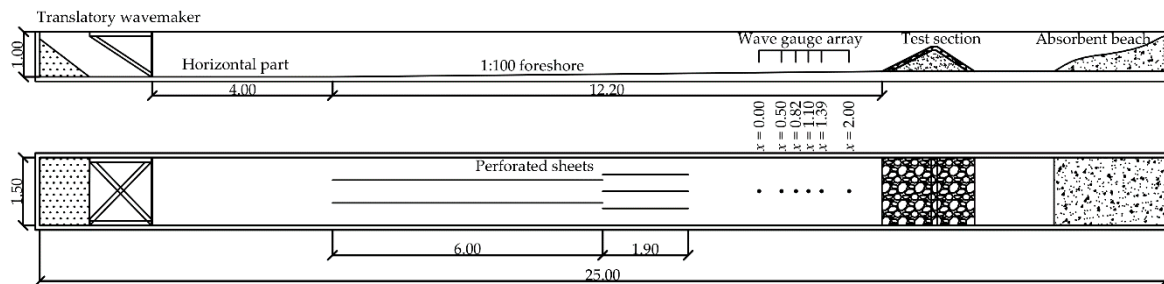 Translatory wavemaker
1.00
Horizontal part
4.00
1:100 foreshore
12.20
Wave gauge array
Test section
Absorbent beach
x = 0.00
x = 0.50
x = 0.82
x = 1.10
x = 1.39
x = 2.00
1.50
Perforated sheets
6.00
1.90
25.00